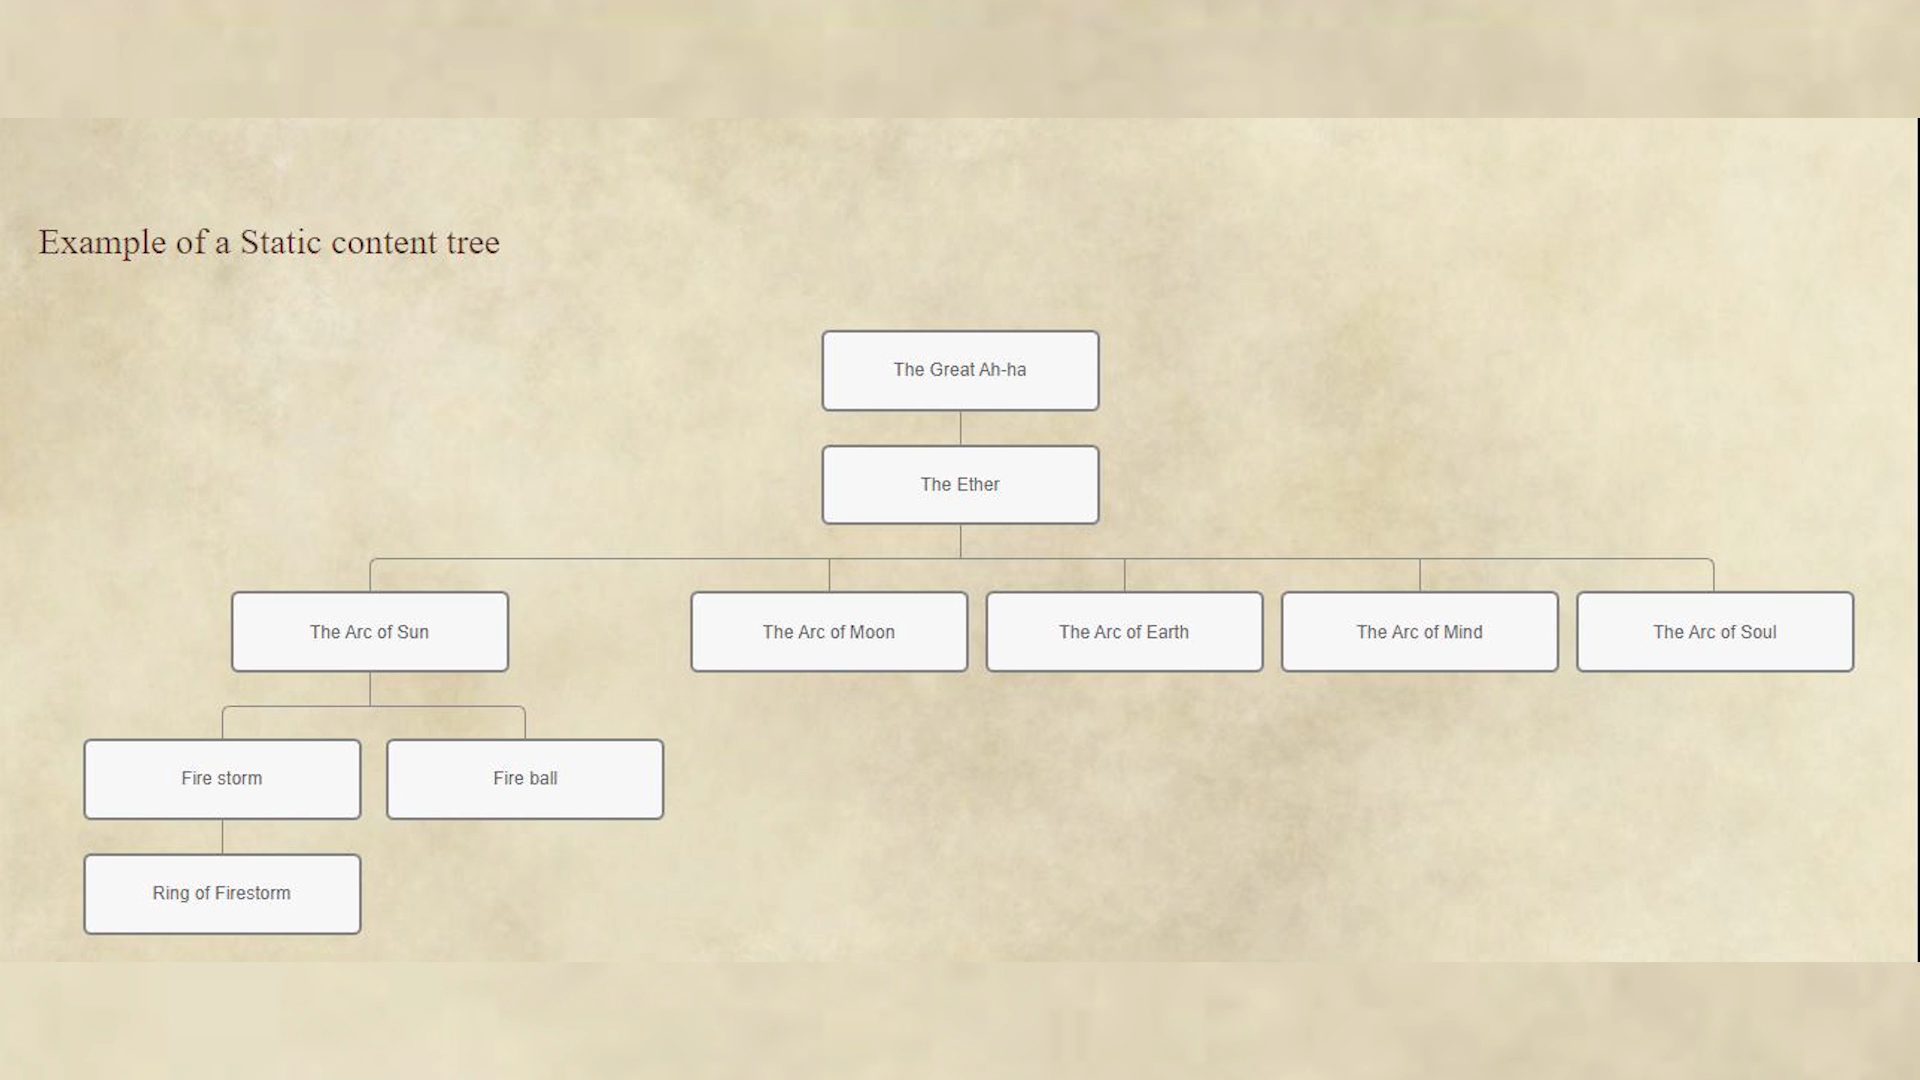 Example of a Static content tree
The Great Ah-ha
The Ether
The Arc of Sun
The Arc of Moon
The Arc of Earth
The Arc of Mind
The Arc of Soul
Fire storm
Fire ball
Ring of Firestorm